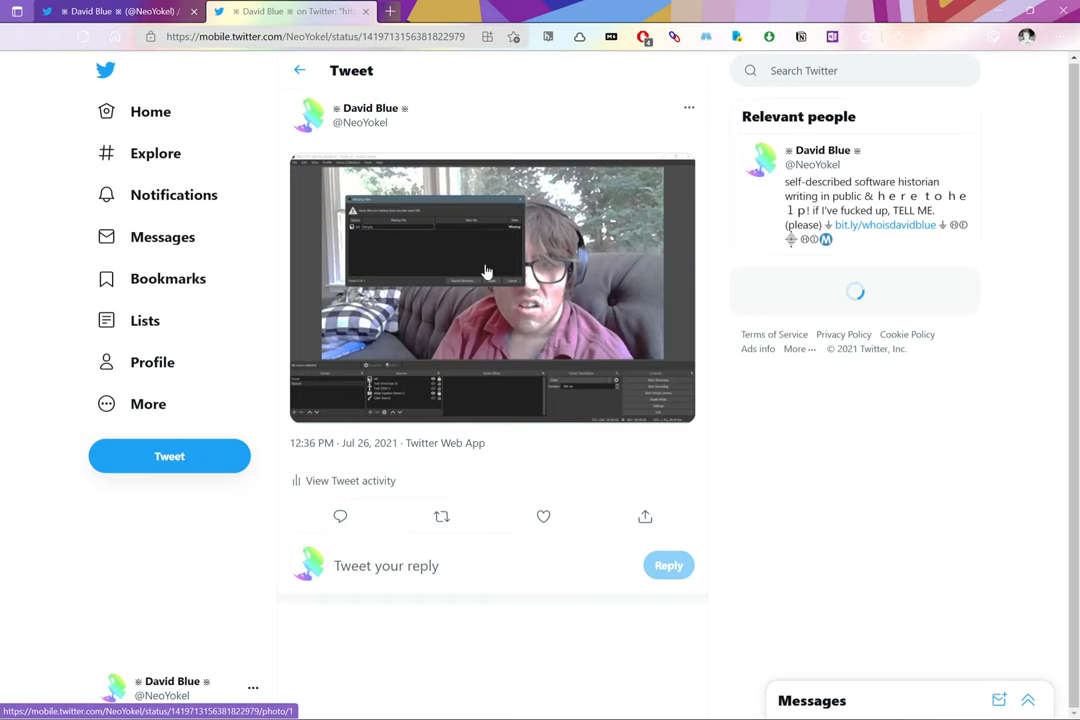 ※ David Blue ※ (@NeoYokel) /
※ David Blue ※ on Twitter: "htt
https://mobile.twitter.com/NeoYokel/status/1419713156381822979
Home
Explore
Notifications
Messages
Bookmarks
Lists
Profile
More
Tweet
※ David Blue ※
@NeoYokel
Tweet
※ David Blue ※
@NeoYokel
Missing Files
12:36 PM · Jul 26, 2021 · Twitter Web App
View Tweet activity
Tweet your reply
Reply
Search Twitter
Relevant people
※ David Blue ※
@NeoYokel
self-described software historian
writing in public & h e r e t o h e
l p! if I've fucked up, TELL ME.
(please) ⏚ bit.ly/whoisdavidblue ⏚
Terms of Service Privacy Policy Cookie Policy
Ads info More ··· © 2021 Twitter, Inc.
Messages
https://mobile.twitter.com/NeoYokel/status/1419713156381822979/photo/1